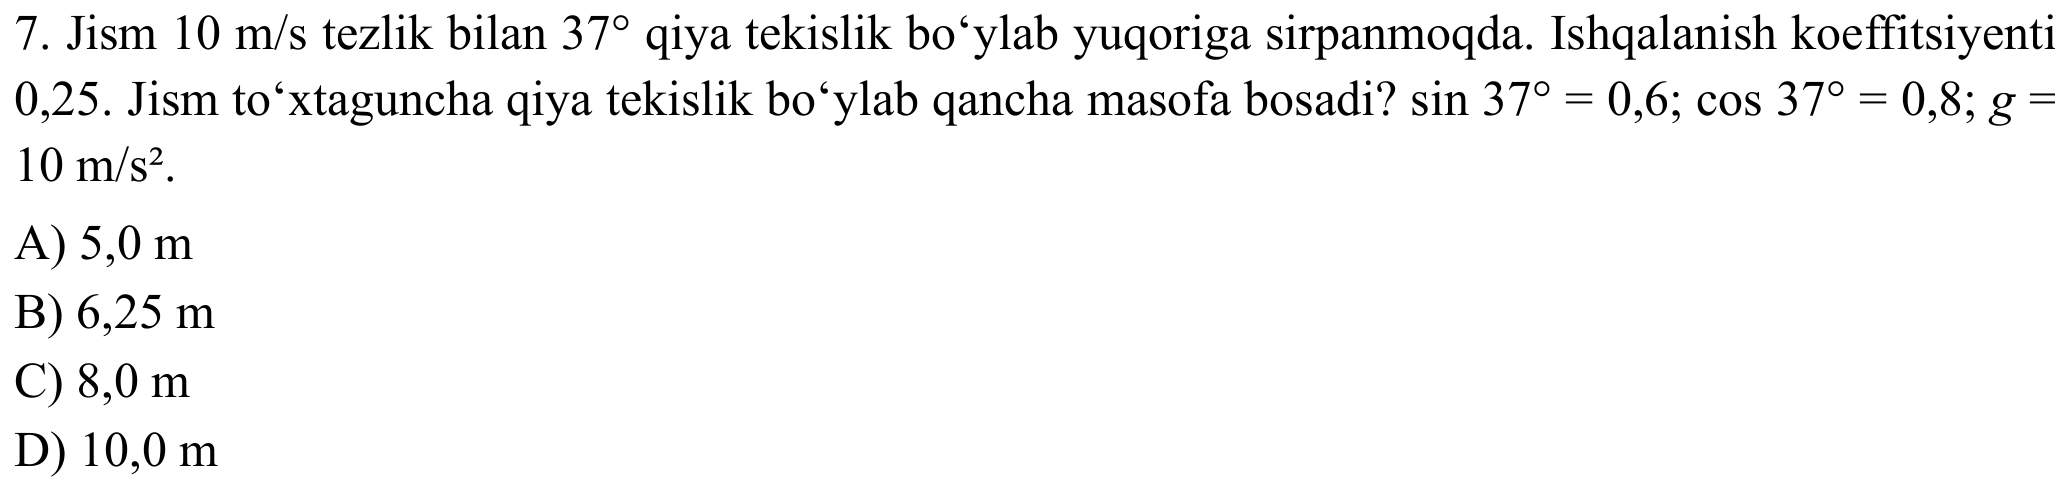 7. Jism 10 m/s tezlik bilan 37° qiya tekislik bo‘ylab yuqoriga sirpanmoqda. Ishqalanish koeffitsiyenti
0,25. Jism to‘xtaguncha qiya tekislik bo‘ylab qancha masofa bosadi? sin 37° = 0,6; cos 37° = 0,8; g =
10 m/s².
A) 5,0 m
B) 6,25 m
C) 8,0 m
D) 10,0 m